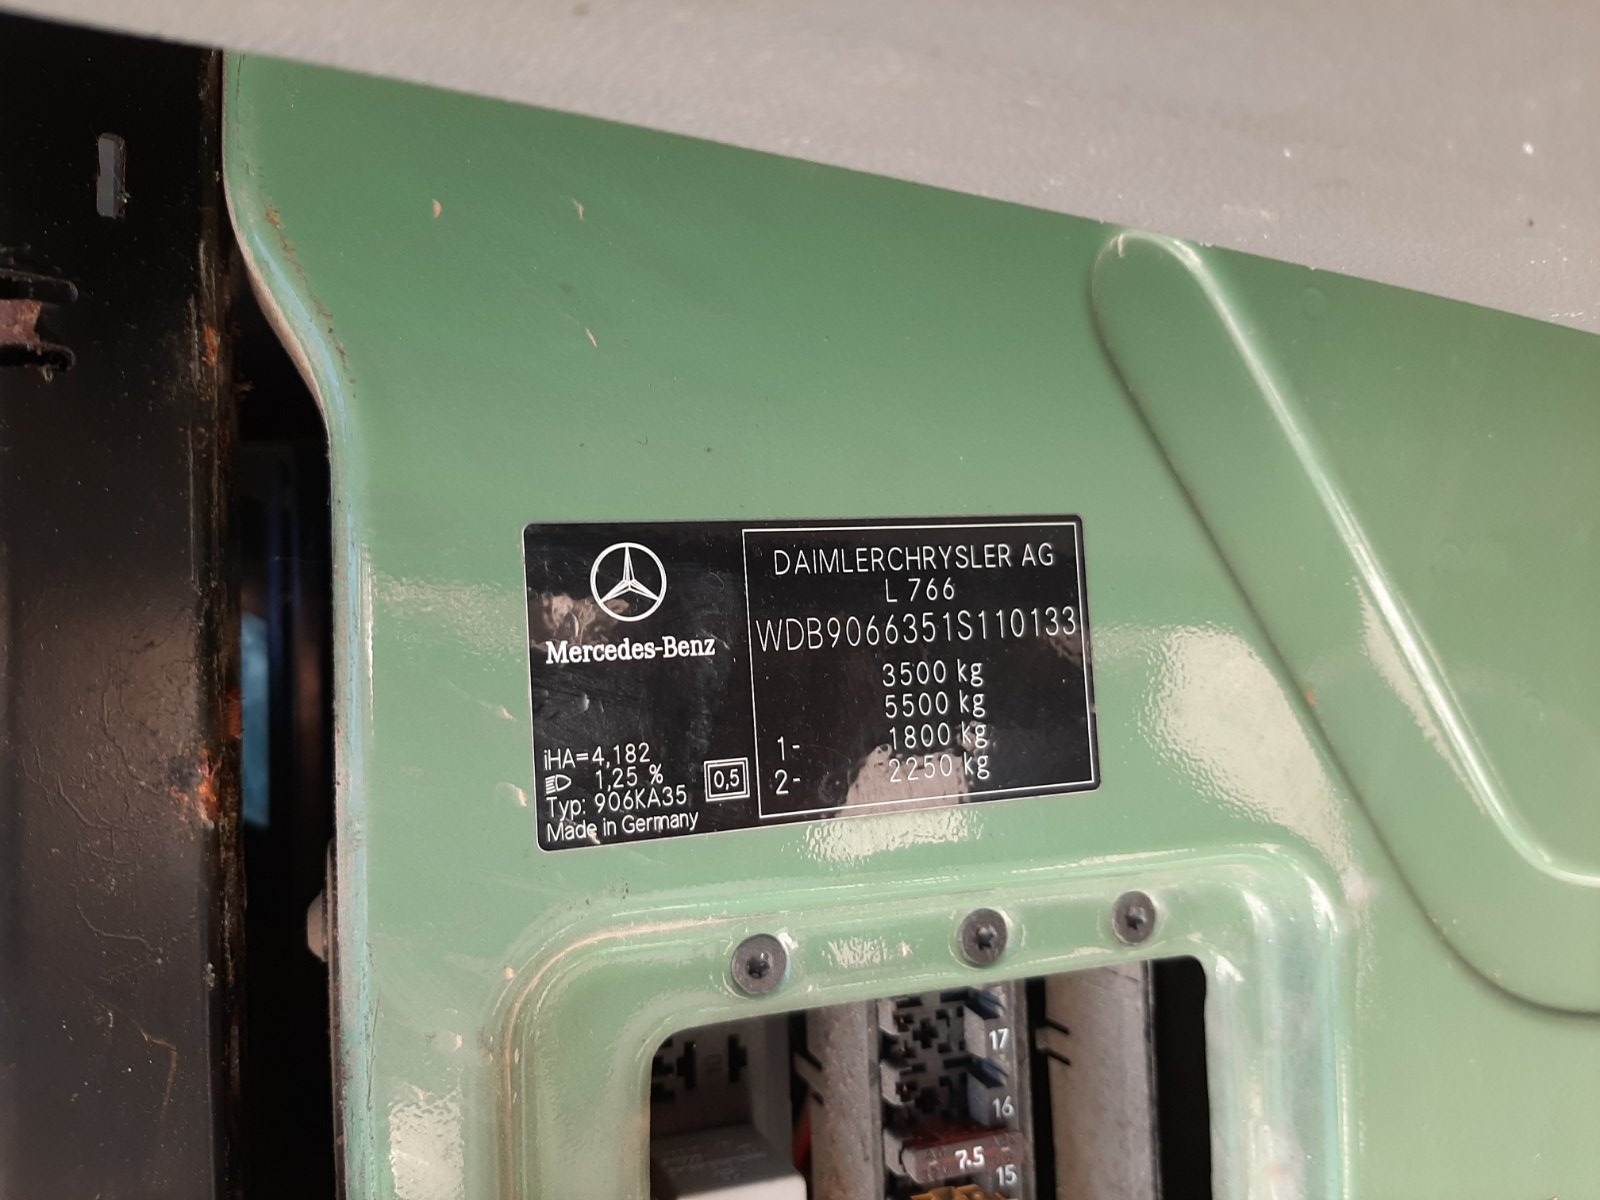 Mercedes-Benz
iHA=4,182
1,25 %
Typ: 906KA35
Made in Germany
0,5
DAIMLERCHRYSLER AG
L 766
WDB9066351S110133
3500 kg
5500 kg
1- 1800 kg
2- 2250 kg
17
16
7.5
15